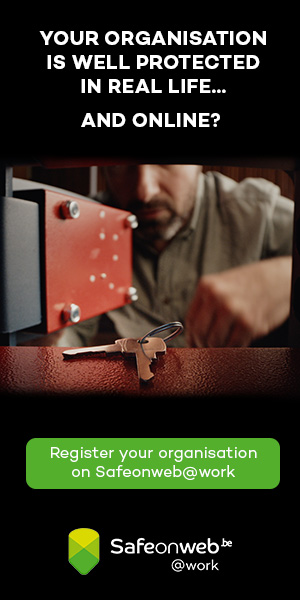 YOUR ORGANISATION
IS WELL PROTECTED
IN REAL LIFE...
AND ONLINE?
Register your organisation
on Safeonweb@work
Safeonweb.be
@work